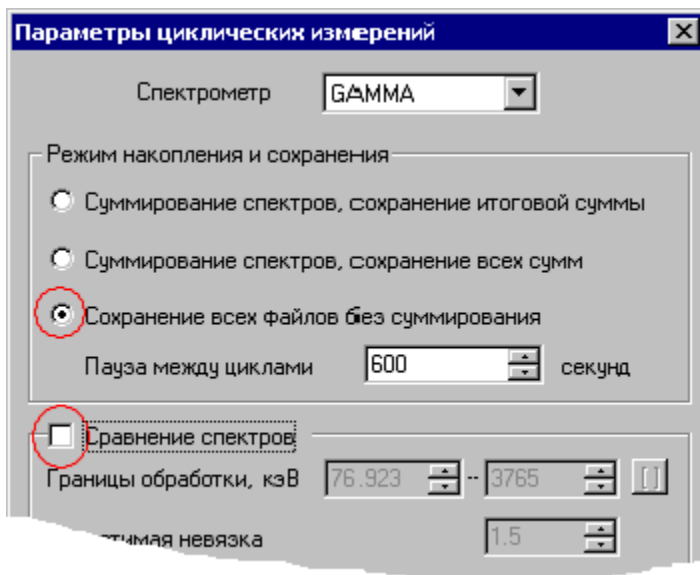 Параметры циклических измерений
Спектрометр GAMMA
Режим накопления и сохранения
Суммирование спектров, сохранение итоговой суммы
Суммирование спектров, сохранение всех сумм
Сохранение всех файлов без суммирования
Пауза между циклами 600 секунд
Сравнение спектров
Границы обработки, кэВ 76.923 -- 3765 [ ]
невязка 1.5